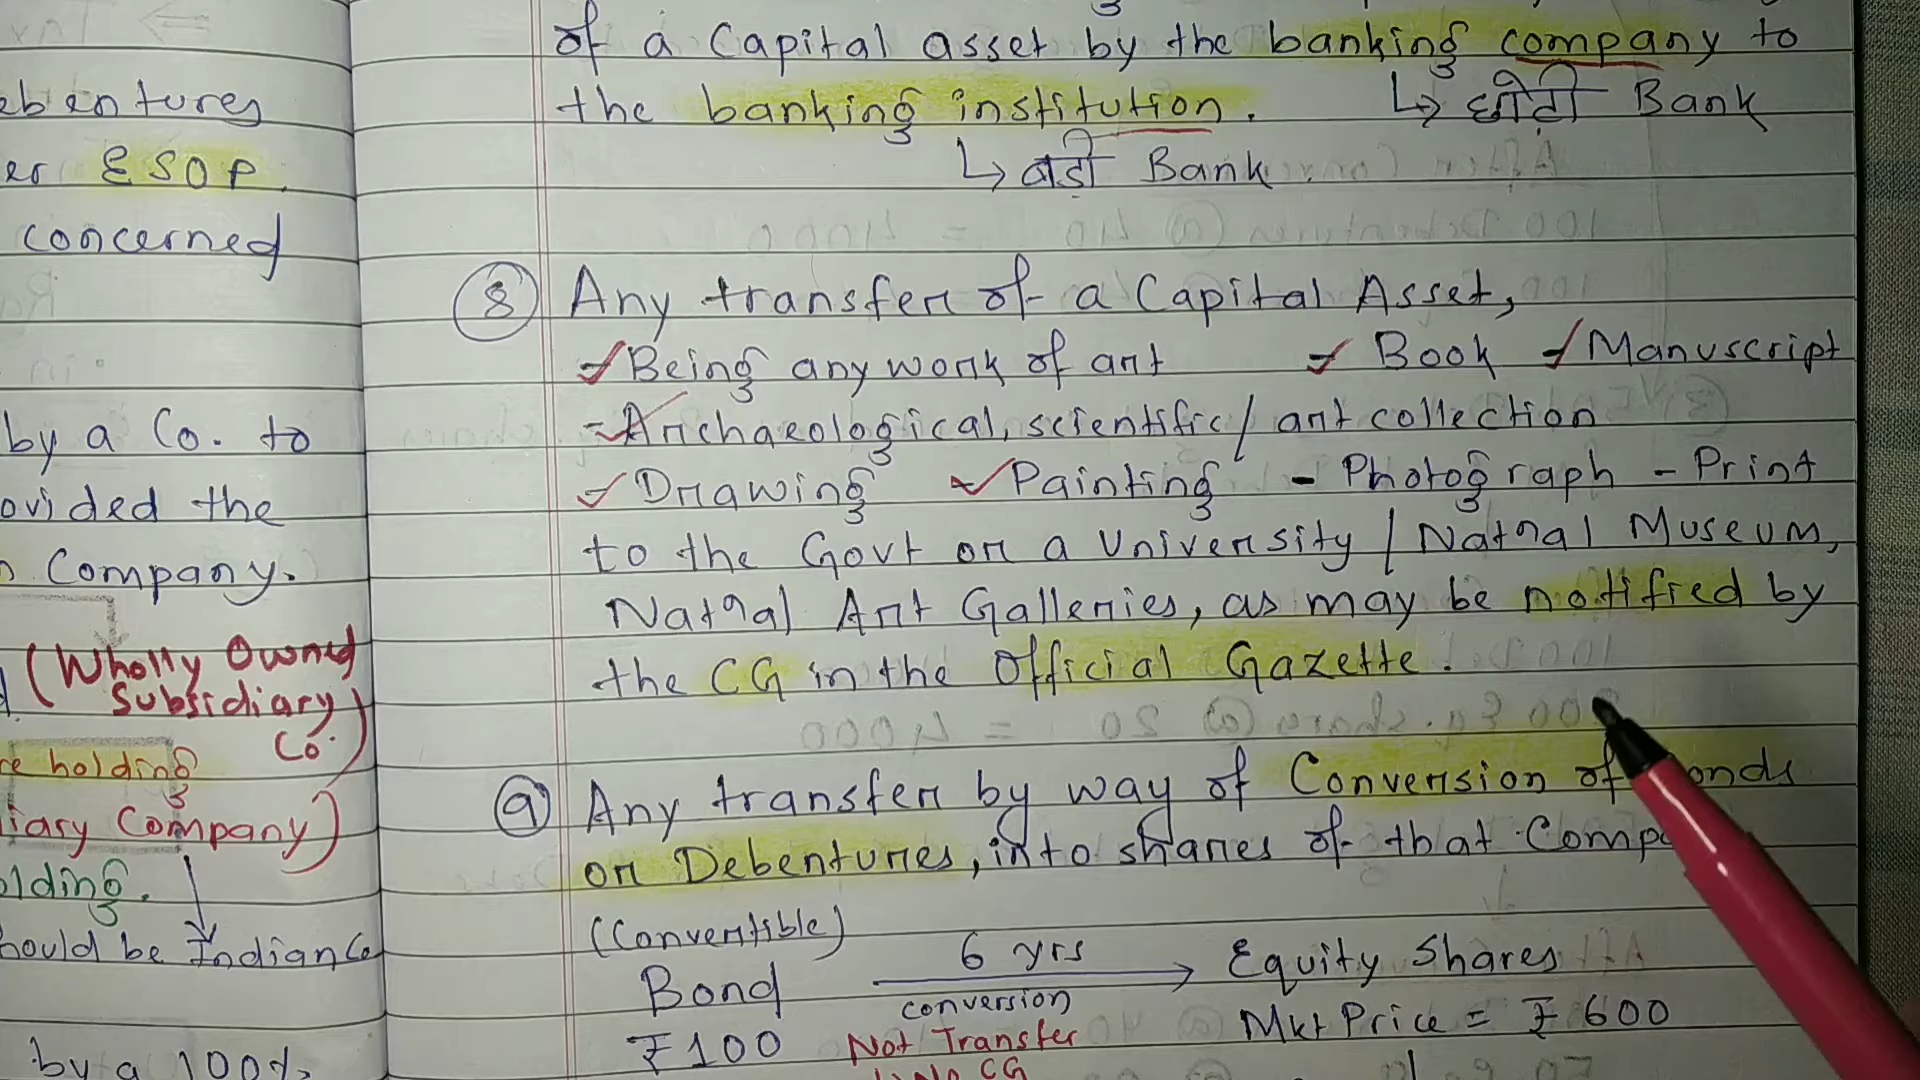 ebentures
er ESOP
concerned
by a Co. to
ovided the
Company.
(Wholly Owned
Subsidiary
Co.)
re holding
iary Company)
olding.
hould be Indian Co
by a 100%
of a Capital asset by the banking company to
the banking institution. ↳ छोटी Bank
↳ बडी Bank
⑧ Any transfer of a Capital Asset,
- Being any work of art - Book - Manuscript
- Archaeological, scientific / art collection
- Drawing - Painting - Photograph - Print
to the Govt or a University / Natnal Museum,
Natnal Art Galleries, as may be notified by
the CG in the Official Gazette.
⑨ Any transfer by way of Conversion of onds
or Debentures, into shares of that Comp
(Convertible)
Bond 6 yrs → Equity Shares
conversion
₹100 Mkt Price = ₹ 600
Not Transfer
CG